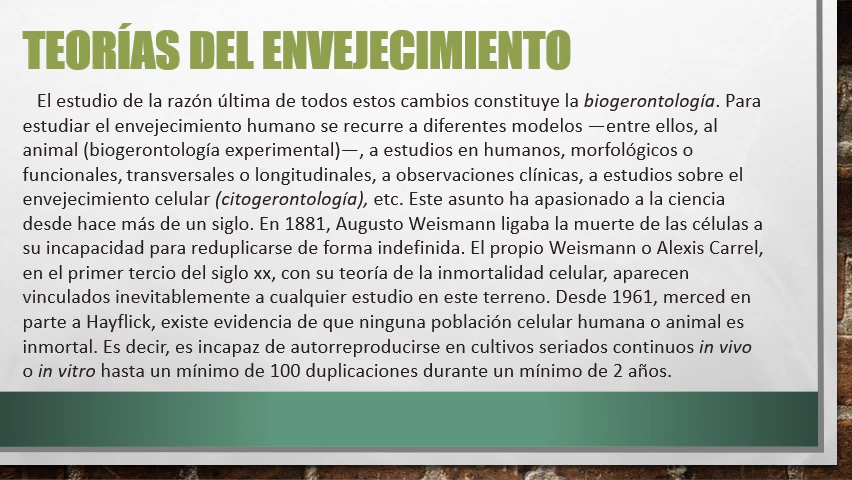 TEORÍAS DEL ENVEJECIMIENTO
El estudio de la razón última de todos estos cambios constituye la biogerontología. Para
estudiar el envejecimiento humano se recurre a diferentes modelos —entre ellos, al
animal (biogerontología experimental)—, a estudios en humanos, morfológicos o
funcionales, transversales o longitudinales, a observaciones clínicas, a estudios sobre el
envejecimiento celular (citogerontología), etc. Este asunto ha apasionado a la ciencia
desde hace más de un siglo. En 1881, Augusto Weismann ligaba la muerte de las células a
su incapacidad para reduplicarse de forma indefinida. El propio Weismann o Alexis Carrel,
en el primer tercio del siglo xx, con su teoría de la inmortalidad celular, aparecen
vinculados inevitablemente a cualquier estudio en este terreno. Desde 1961, merced en
parte a Hayflick, existe evidencia de que ninguna población celular humana o animal es
inmortal. Es decir, es incapaz de autorreproducirse en cultivos seriados continuos in vivo
o in vitro hasta un mínimo de 100 duplicaciones durante un mínimo de 2 años.